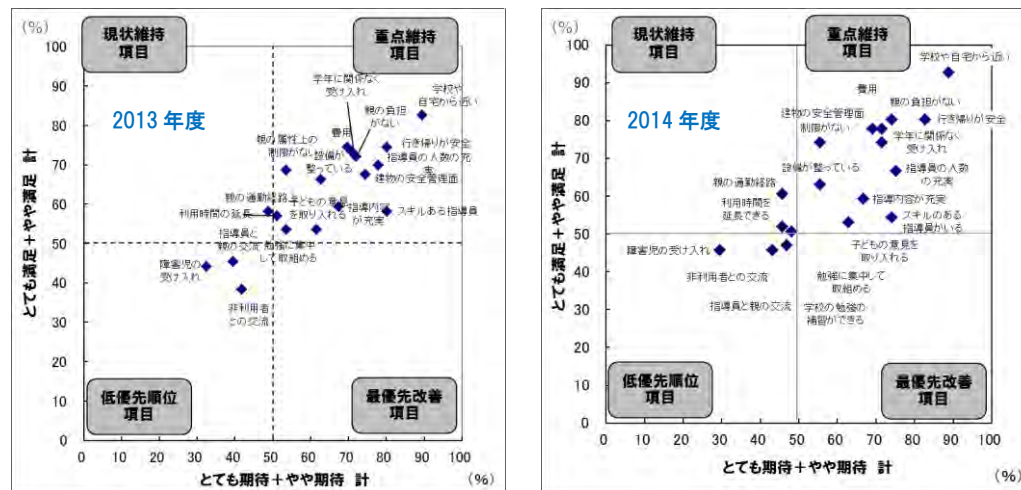 (%)
現状維持
項目
重点維持
項目
2013 年度
学年に関係なく
受け入れ
学校や
自宅から近い
親の負担
がない
費用
行き帰りが安全
親の属性上の
制限がない
設備が
整っている
指導員の人数の充
実
建物の安全管理面
親の通勤経路
子どもの意見
を取り入れる
指導内容
が充実
利用時間の延長
スキルある指導員
指導員と
親の交流
勉強に集中
して取組める
障害児の
受け入れ
非利用者
との交流
低優先順位
項目
最優先改善
項目
とても満足+やや満足 計
100
90
80
70
60
50
40
30
20
10
0
0 10 20 30 40 50 60 70 80 90 100
とても期待+やや期待 計
(%)
(%)
現状維持
項目
重点維持
項目
2014 年度
学校や自宅から近い
費用
親の負担がない
建物の安全管理面
制限がない
行き帰りが安全
学年に関係なく
受け入れ
設備が整っている
指導員の人数
の充実
親の通勤経路
利用時間を
延長できる
指導内容が充実
スキルのある
指導員がいる
障害児の受け入れ
子どもの意見を
取り入れる
非利用者との交流
勉強に集中して
取組める
指導員と親の交流
学校の勉強の
補習ができる
低優先順位
項目
最優先改善
項目
とても満足+やや満足 計
100
90
80
70
60
50
40
30
20
10
0
0 10 20 30 40 50 60 70 80 90 100
とても期待+やや期待 計
(%)